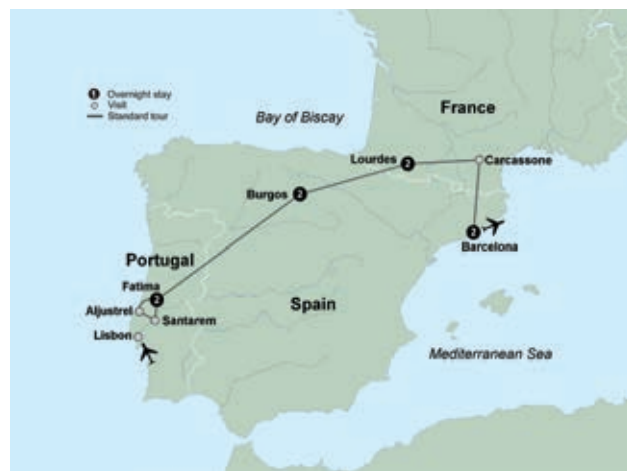 1 Overnight stay
Visit
Standard tour
France
Bay of Biscay
Lourdes 2
Carcassone
Burgos 2
2
Barcelona
Portugal
Fatima
2
Spain
Aljustrel
Santarem
Lisbon
Mediterranean Sea